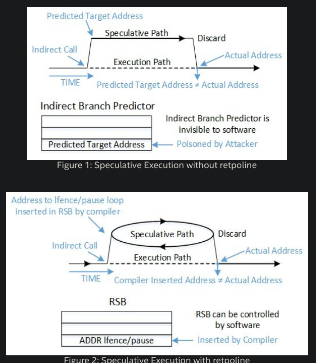 Predicted Target Address
Speculative Path
Discard
Indirect Call
Execution Path
Actual Address
TIME
Predicted Target Address ≠ Actual Address
Indirect Branch Predictor
Indirect Branch Predictor is
Invisible to software
Predicted Target Address
Poisoned by Attacker
Figure 1: Speculative Execution without retpoline
Address to lfence/pause loop
inserted in RSB by compiler
Speculative Path
Discard
Indirect Call
Execution Path
Actual Address
TIME
Compiler Inserted Address ≠ Actual Address
RSB
RSB can be controlled
by software
ADDR lfence/pause
Inserted by Compiler
Figure 2: Speculative Execution with retpoline